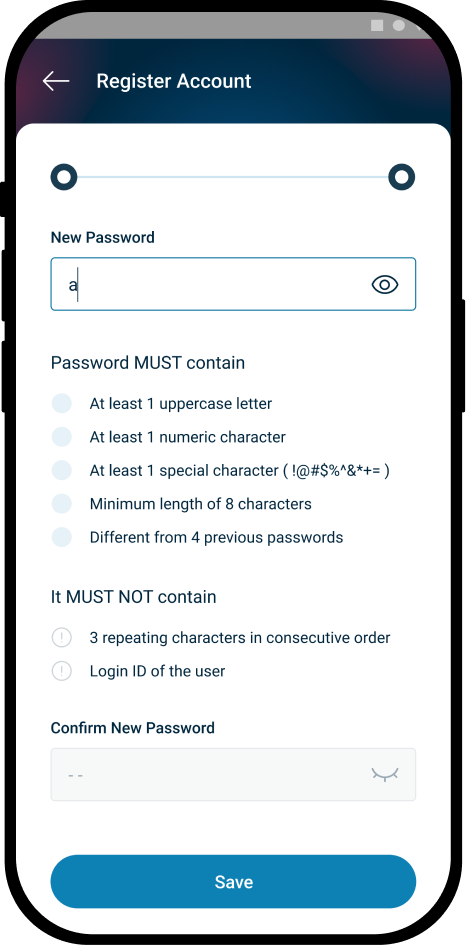 Register Account
New Password
a
Password MUST contain
At least 1 uppercase letter
At least 1 numeric character
At least 1 special character ( !@#$%^&*+= )
Minimum length of 8 characters
Different from 4 previous passwords
It MUST NOT contain
! 3 repeating characters in consecutive order
! Login ID of the user
Confirm New Password
- -
Save